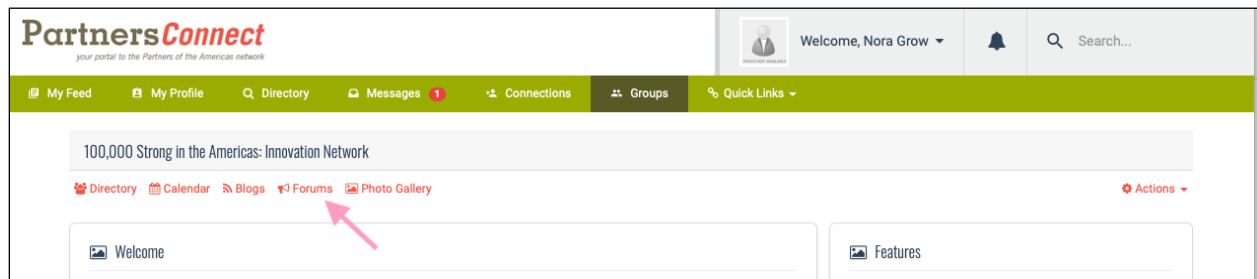 PartnersConnect
your portal to the Partners of the Americas network
Welcome, Nora Grow
Search...
My Feed My Profile Directory Messages 1 Connections Groups Quick Links
100,000 Strong in the Americas: Innovation Network
Directory Calendar Blogs Forums Photo Gallery Actions
Welcome
Features